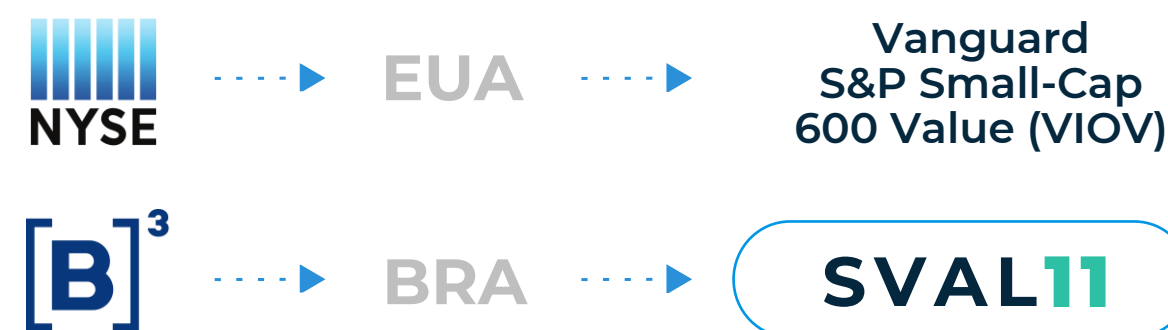 NYSE
EUA
Vanguard
S&P Small-Cap
600 Value (VIOV)
[B]³
BRA
SVAL11